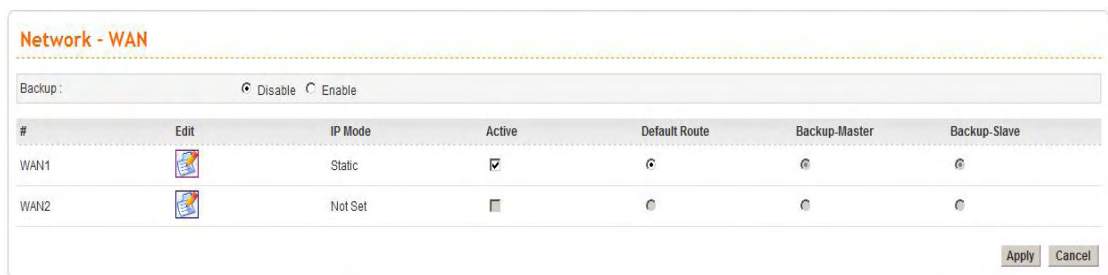 Network - WAN
Backup : Disable Enable
# Edit IP Mode Active Default Route Backup-Master Backup-Slave
WAN1 Static
WAN2 Not Set
Apply Cancel